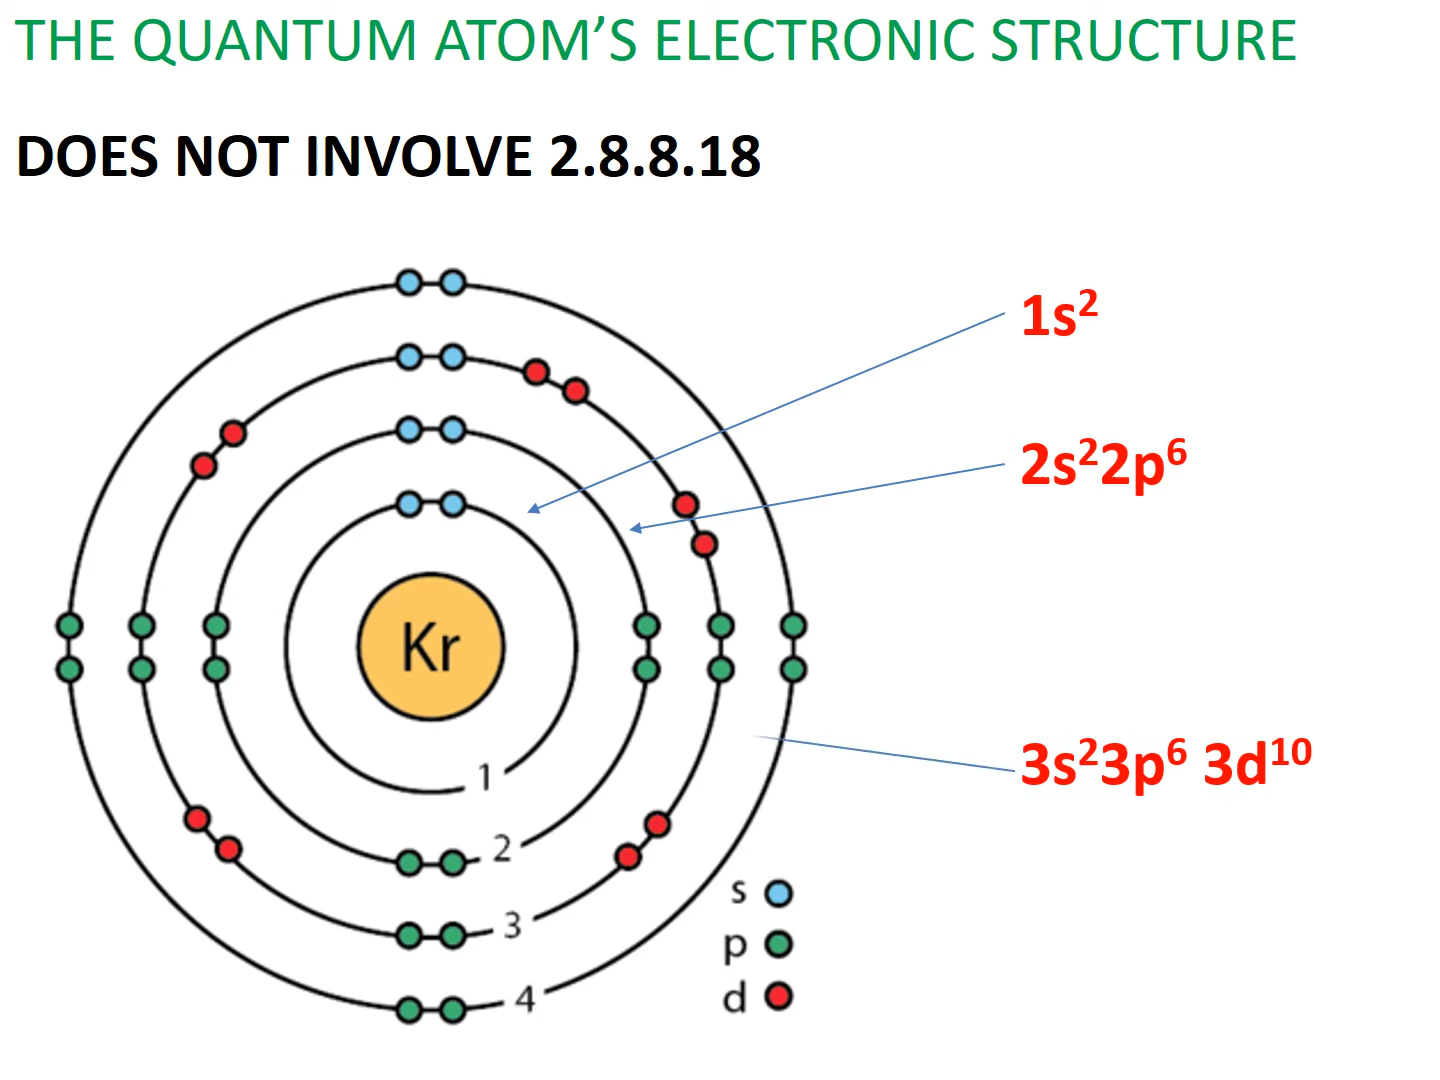 THE QUANTUM ATOM’S ELECTRONIC STRUCTURE
DOES NOT INVOLVE 2.8.8.18
1s²
2s²2p⁶
3s²3p⁶ 3d¹⁰
Kr
1
2
3
4
s
p
d